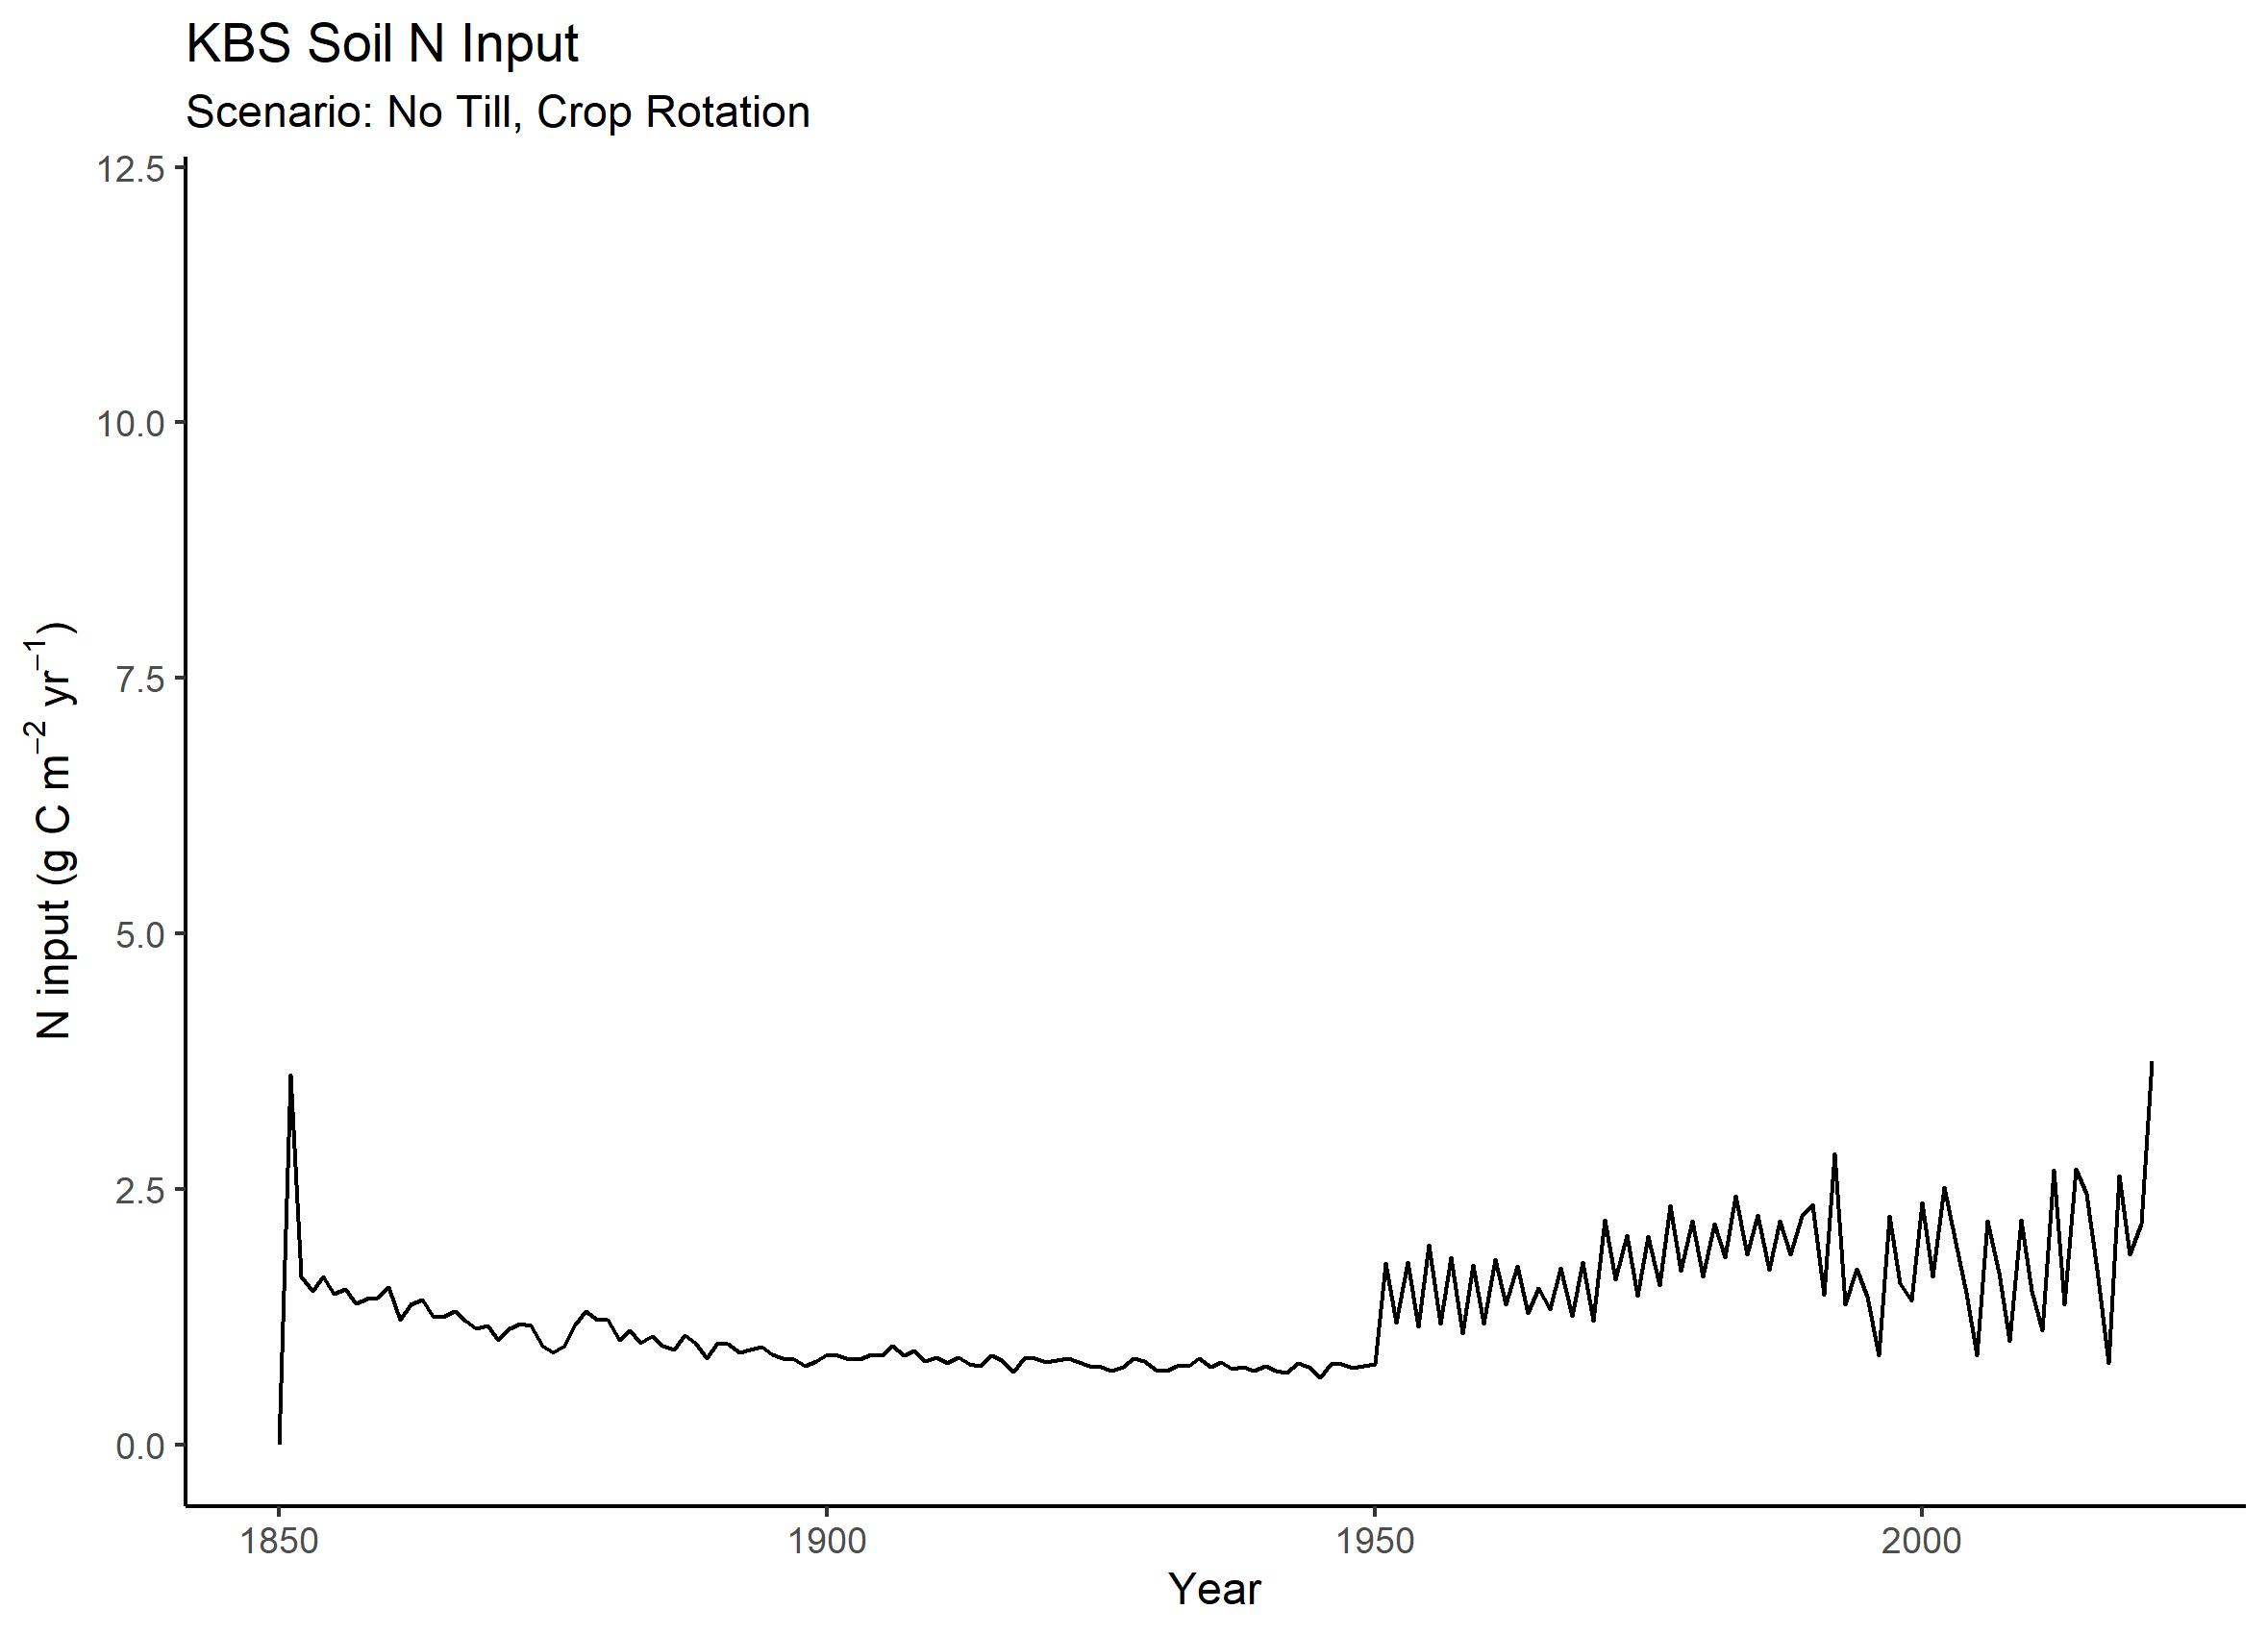 KBS Soil N Input
Scenario: No Till, Crop Rotation
12.5
10.0
7.5
5.0
2.5
0.0
N input (g C m⁻² yr⁻¹)
1850 1900 1950 2000
Year